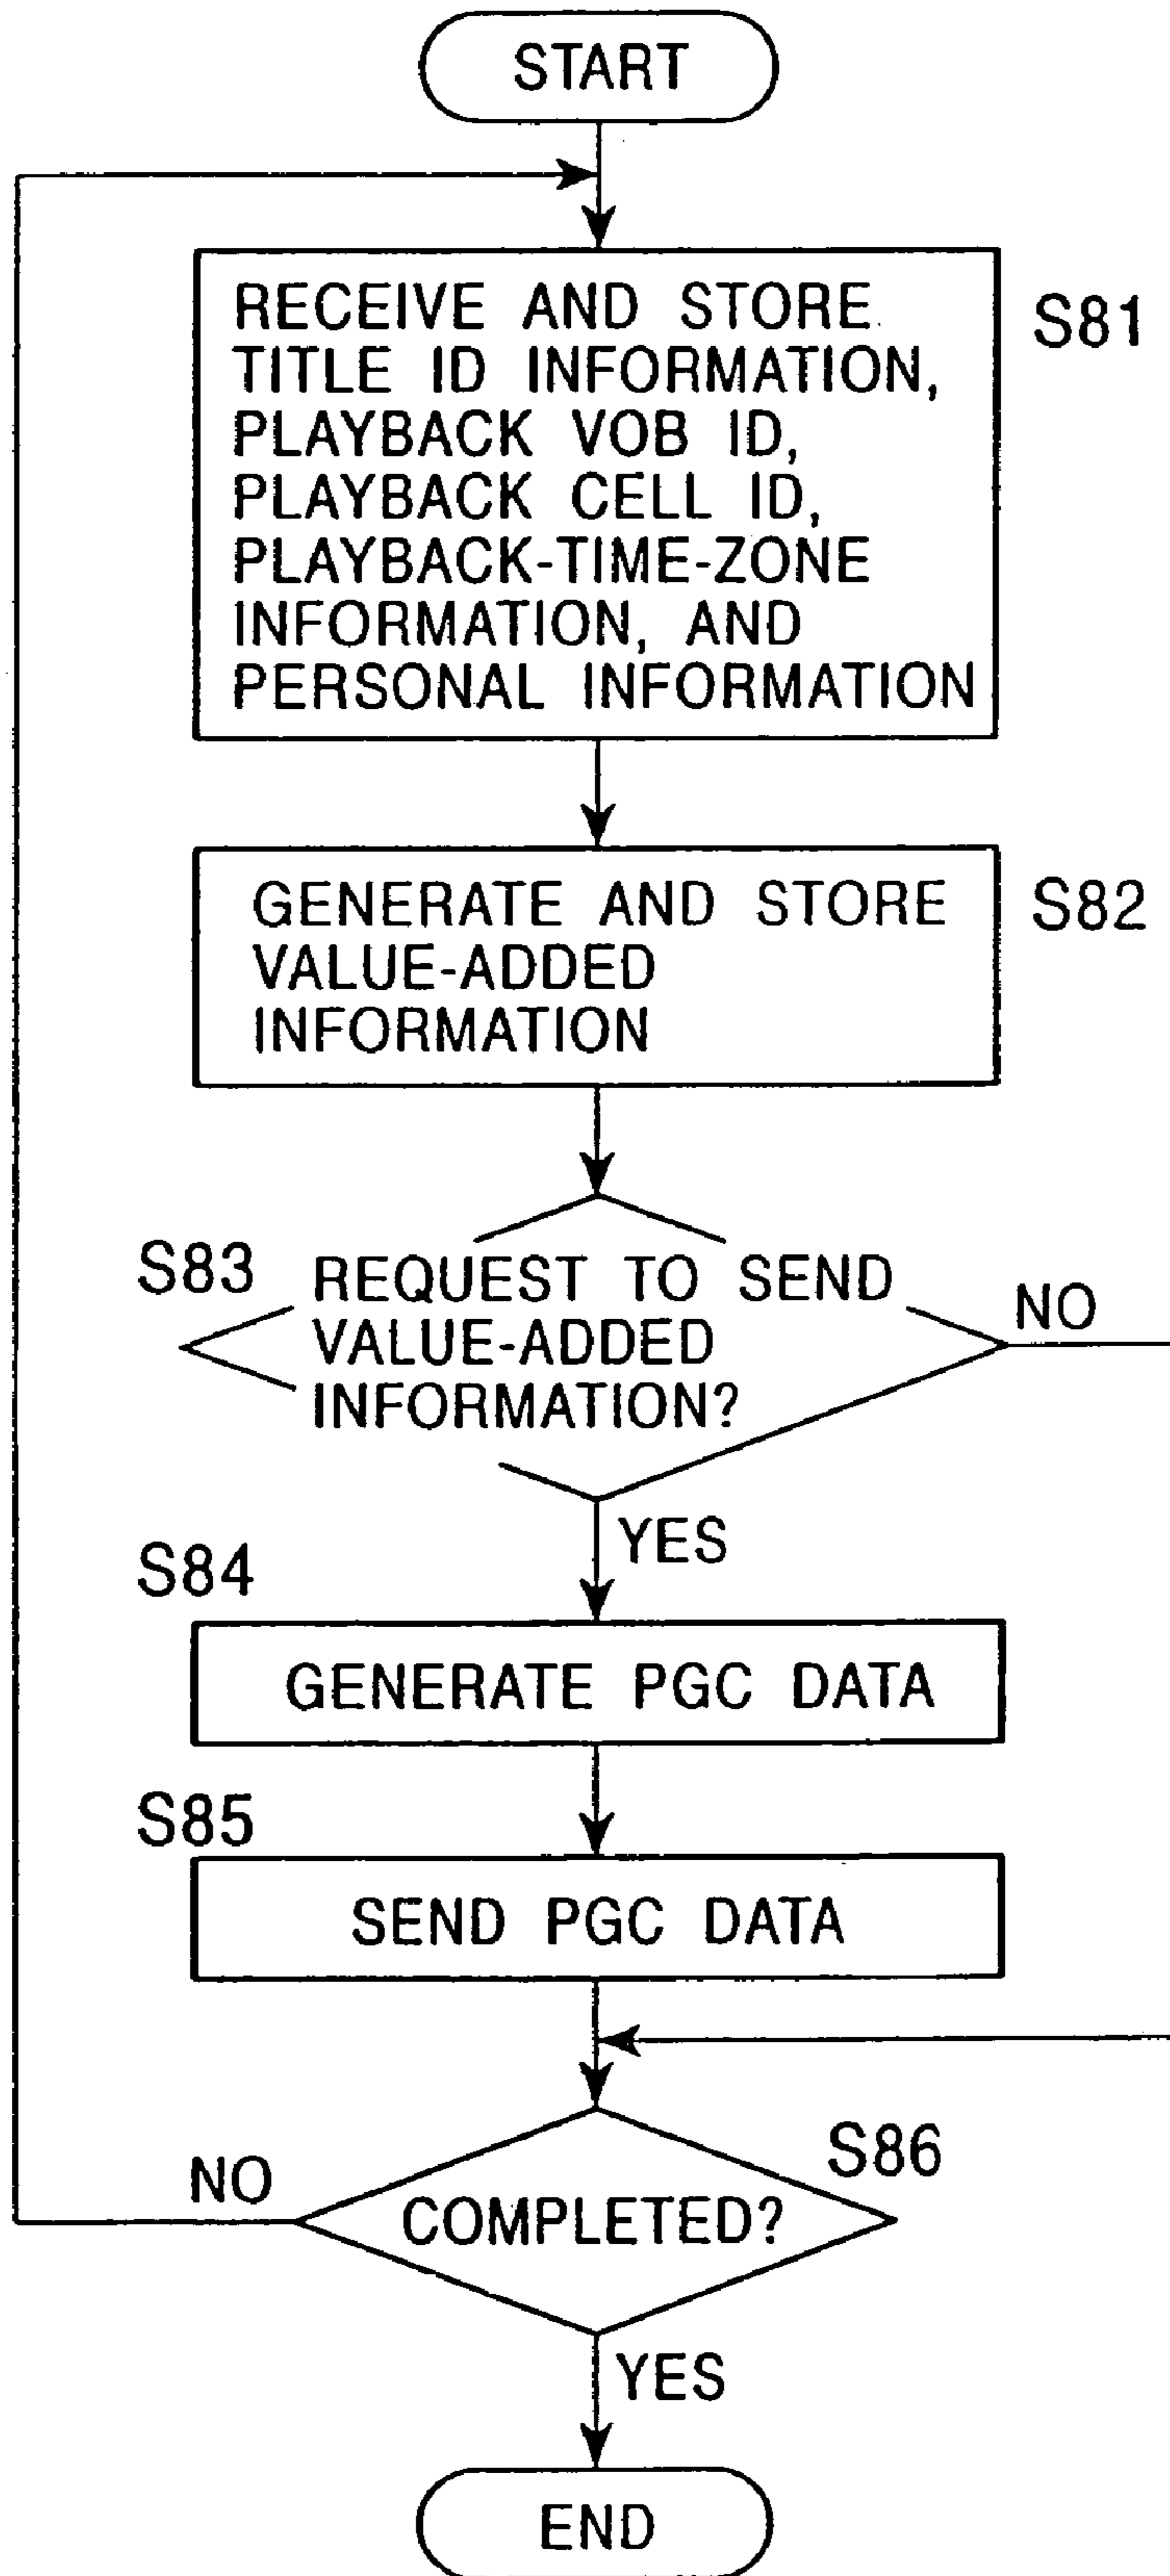 START
RECEIVE AND STORE
TITLE ID INFORMATION,
PLAYBACK VOB ID,
PLAYBACK CELL ID,
PLAYBACK-TIME-ZONE
INFORMATION, AND
PERSONAL INFORMATION
S81
GENERATE AND STORE
VALUE-ADDED
INFORMATION
S82
S83
REQUEST TO SEND
VALUE-ADDED
INFORMATION?
NO
YES
S84
GENERATE PGC DATA
S85
SEND PGC DATA
S86
NO
COMPLETED?
YES
END